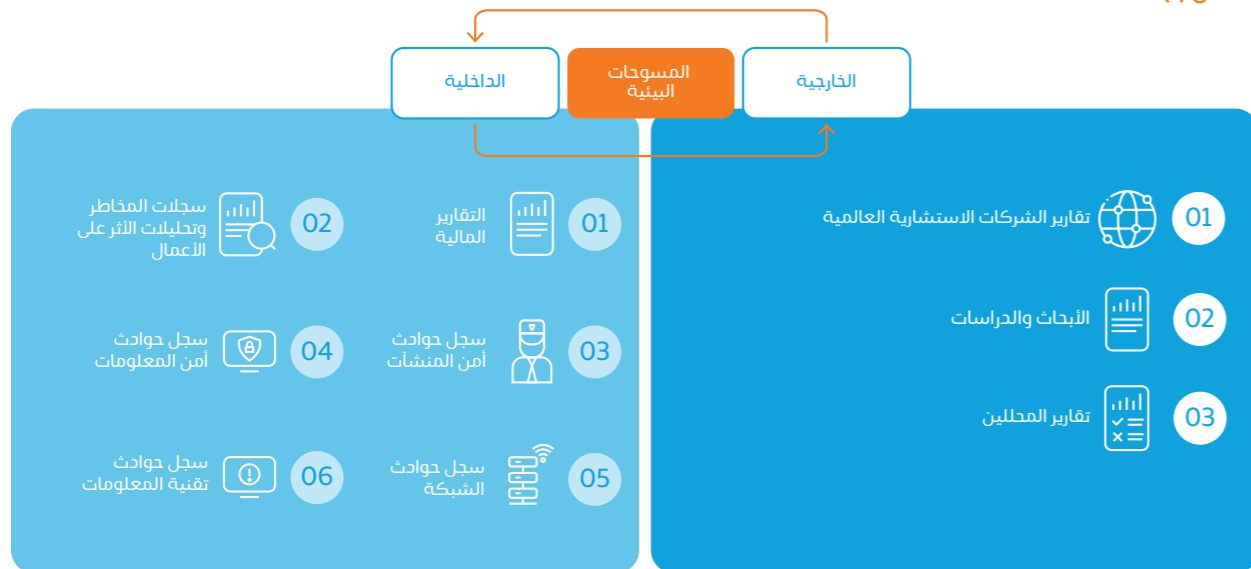 الخارجية
المسوحات
البيئية
الداخلية
01
تقارير الشركات الاستشارية العالمية
02
الأبحاث والدراسات
03
تقارير المحللين
01
التقارير
المالية
02
سجلات المخاطر
وتحليلات الأثر على
الأعمال
03
سجل حوادث
أمن المنشآت
04
سجل حوادث
أمن المعلومات
05
سجل حوادث
الشبكة
06
سجل حوادث
تقنية المعلومات